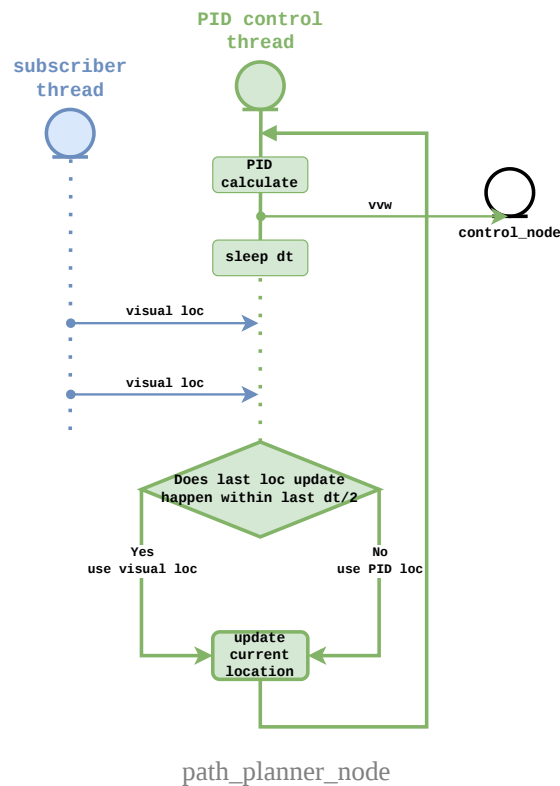 PID control
thread
subscriber
thread
PID
calculate
vvw
control_node
sleep dt
visual loc
visual loc
Does last loc update
happen within last dt/2
Yes
use visual loc
No
use PID loc
update
current
location
path_planner_node